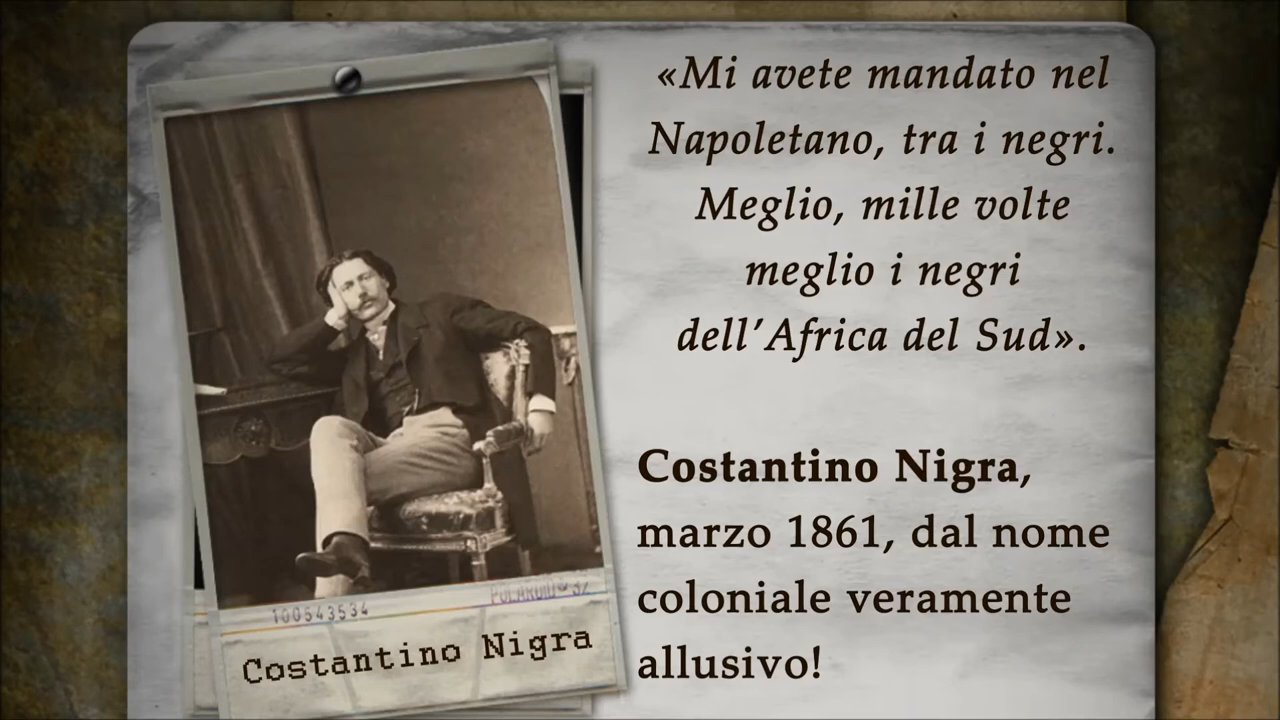 «Mi avete mandato nel
Napoletano, tra i negri.
Meglio, mille volte
meglio i negri
dell’Africa del Sud».
Costantino Nigra,
marzo 1861, dal nome
coloniale veramente
allusivo!
100543534
Costantino Nigra